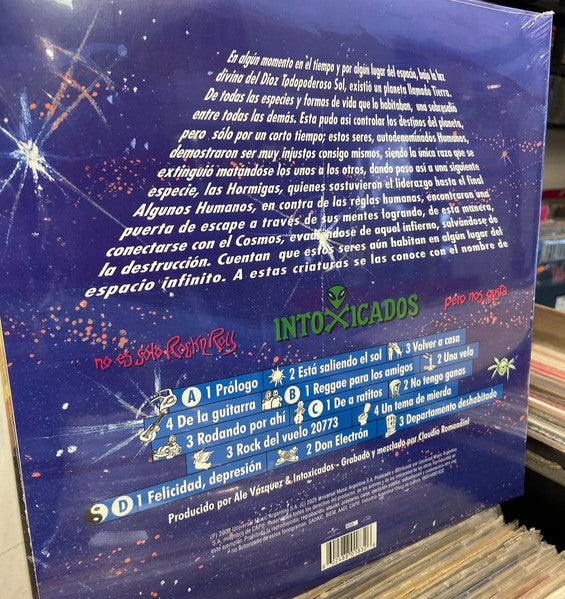 En algún momento en el tiempo y por algún lugar del espacio, bajo la luz
divina del Dioz Todopoderoso Sol, existió un planeta llamado Tierra.
De todas las especies y formas de vida que lo habitaban, una sobresalió
entre todas las demás. Esta pudo así controlar los destinos del planeta,
pero sólo por un corto tiempo; estos seres, autodenominados Humanos,
demostraron ser muy injustos consigo mismos, siendo la única raza que se
extinguió matándose los unos a los otros, dando paso así a una siguiente
especie, las Hormigas, quienes sostuvieron el liderazgo hasta el final
Algunos Humanos, en contra de las reglas humanas, encontraron una
puerta de escape a través de sus mentes logrando, de esta manera,
conectarse con el Cosmos, evadiéndose de aquel infierno, salvándose de
la destrucción. Cuentan que estos seres aún habitan en algún lugar del
espacio infinito. A estas criaturas se las conoce con el nombre de
INTOXICADOS
no es sólo Rock'n Roll
pero nos gusta
A 1 Prólogo 2 Está saliendo el sol 3 Volver a casa
4 De la guitarra B 1 Reggae para los amigos 2 Una vela
3 Rodando por ahí C 1 De a ratitos 2 No tengo ganas
3 Rock del vuelo 20773 4 Un tema de mierda
D 1 Felicidad, depresión 2 Don Electrón 3 Departamento deshabitado
Producido por Ale Vázquez & Intoxicados - Grabado y mezclado por Claudio Romandini